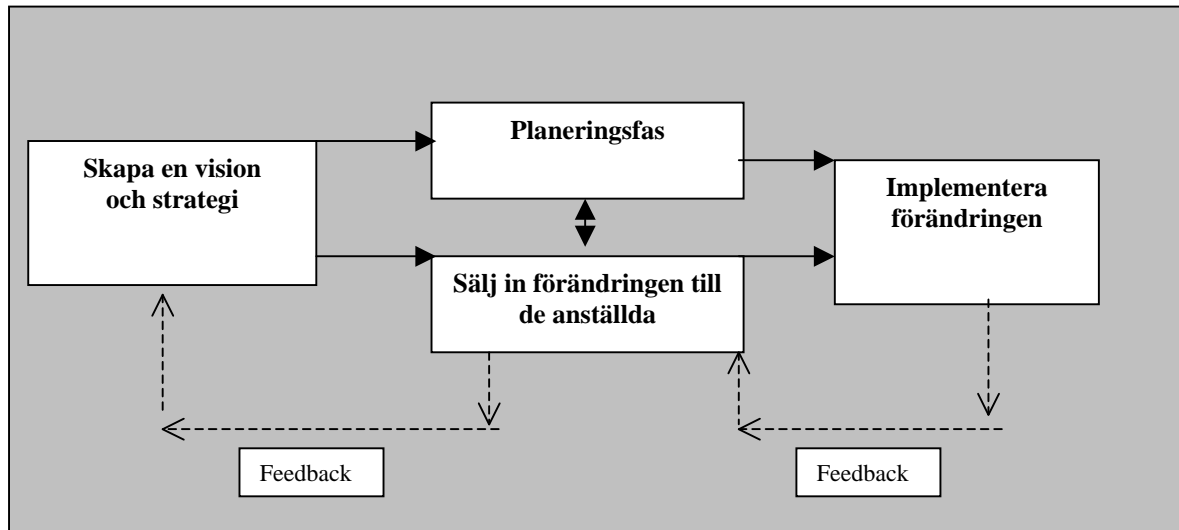 Skapa en vision
och strategi
Planeringsfas
Sälj in förändringen till
de anställda
Implementera
förändringen
Feedback
Feedback